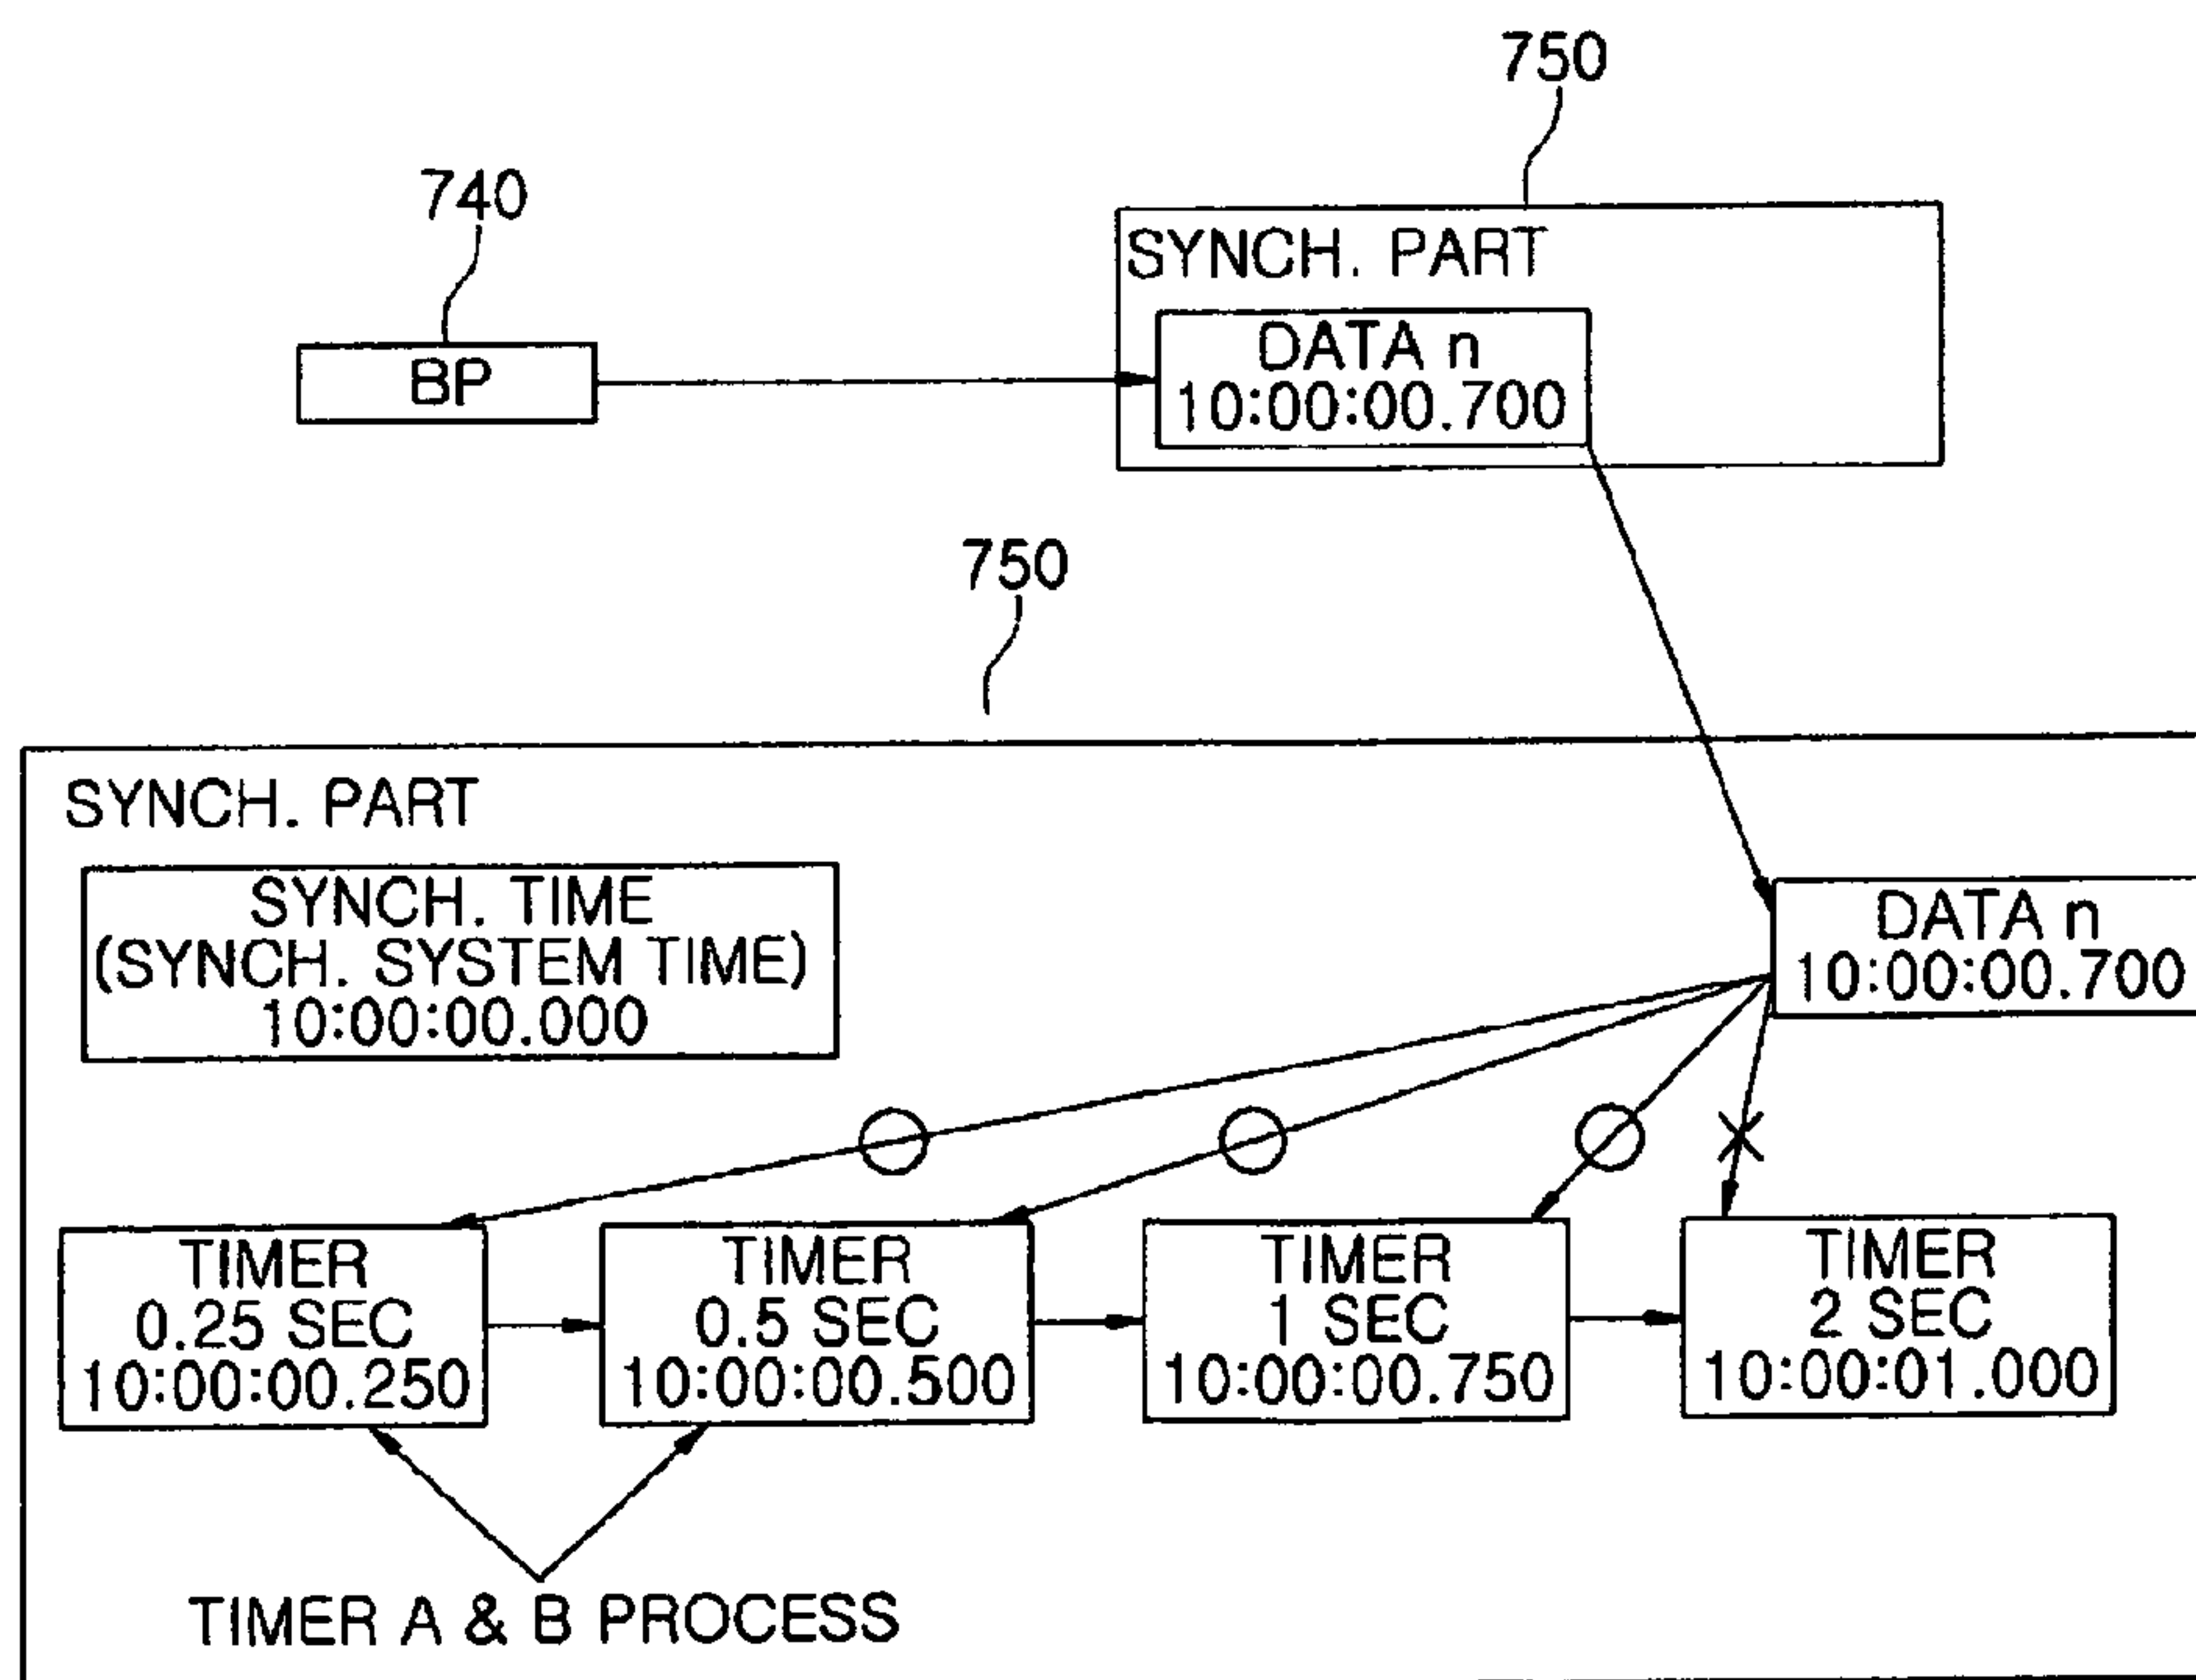 750
740
SYNCH. PART
BP
DATA n
10:00:00.700
750
SYNCH. PART
SYNCH. TIME
(SYNCH. SYSTEM TIME)
10:00:00.000
DATA n
10:00:00.700
TIMER
0.25 SEC
10:00:00.250
TIMER
0.5 SEC
10:00:00.500
TIMER
1 SEC
10:00:00.750
TIMER
2 SEC
10:00:01.000
TIMER A & B PROCESS